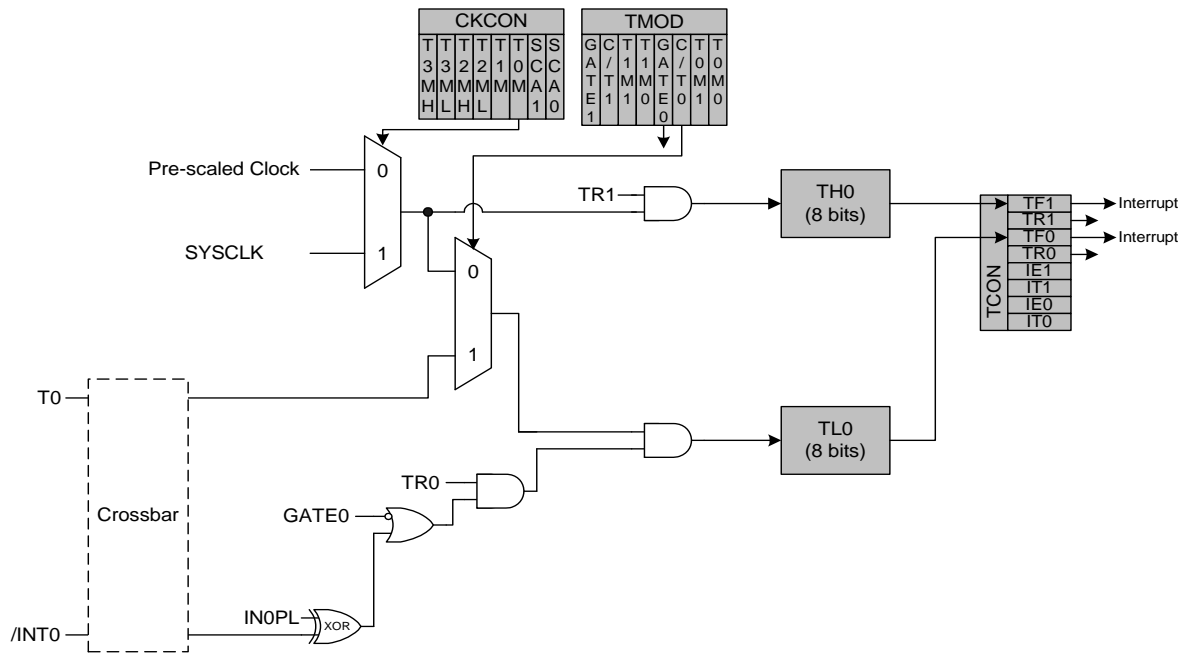 CKCON
T3MH
T3ML
T2MH
T2ML
T1M
T0M
SCA1
SCA0
TMOD
GATE1
C/T1
T1M1
T1M0
GATE0
C/T0
T0M1
T0M0
Pre-scaled Clock
0
SYSCLK
1
TR1
TH0
(8 bits)
TCON
TF1
TR1
TF0
TR0
IE1
IT1
IE0
IT0
Interrupt
Interrupt
0
1
T0
Crossbar
/INT0
TL0
(8 bits)
TR0
GATE0
IN0PL
XOR